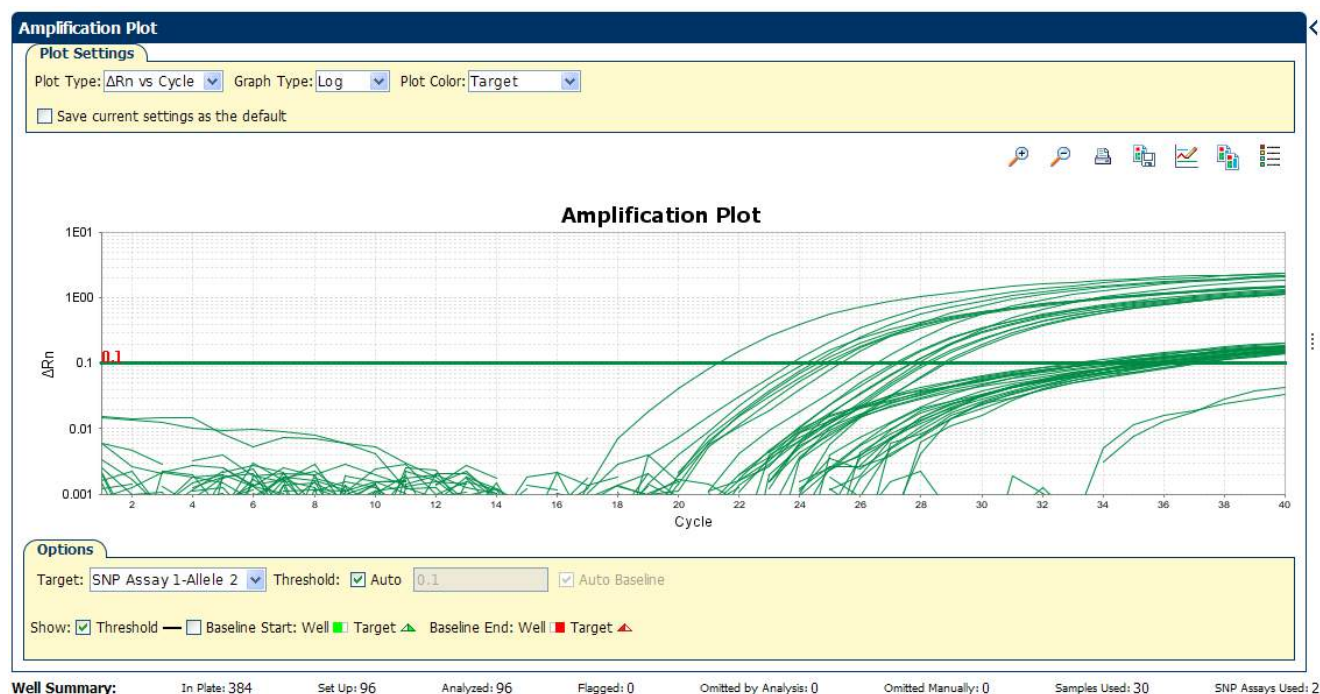 Amplification Plot
Plot Settings
Plot Type: ΔRn vs Cycle Graph Type: Log Plot Color: Target
Save current settings as the default
Amplification Plot
1E01
1E00
0.1
0.1
0.01
0.001
ΔRn
2 4 6 8 10 12 14 16 18 20 22 24 26 28 30 32 34 36 38 40
Cycle
Options
Target: SNP Assay 1-Allele 2 Threshold: Auto 0.1 Auto Baseline
Show: Threshold Baseline Start: Well Target Baseline End: Well Target
Well Summary: In Plate: 384 Set Up: 96 Analyzed: 96 Flagged: 0 Omitted by Analysis: 0 Omitted Manually: 0 Samples Used: 30 SNP Assays Used: 2